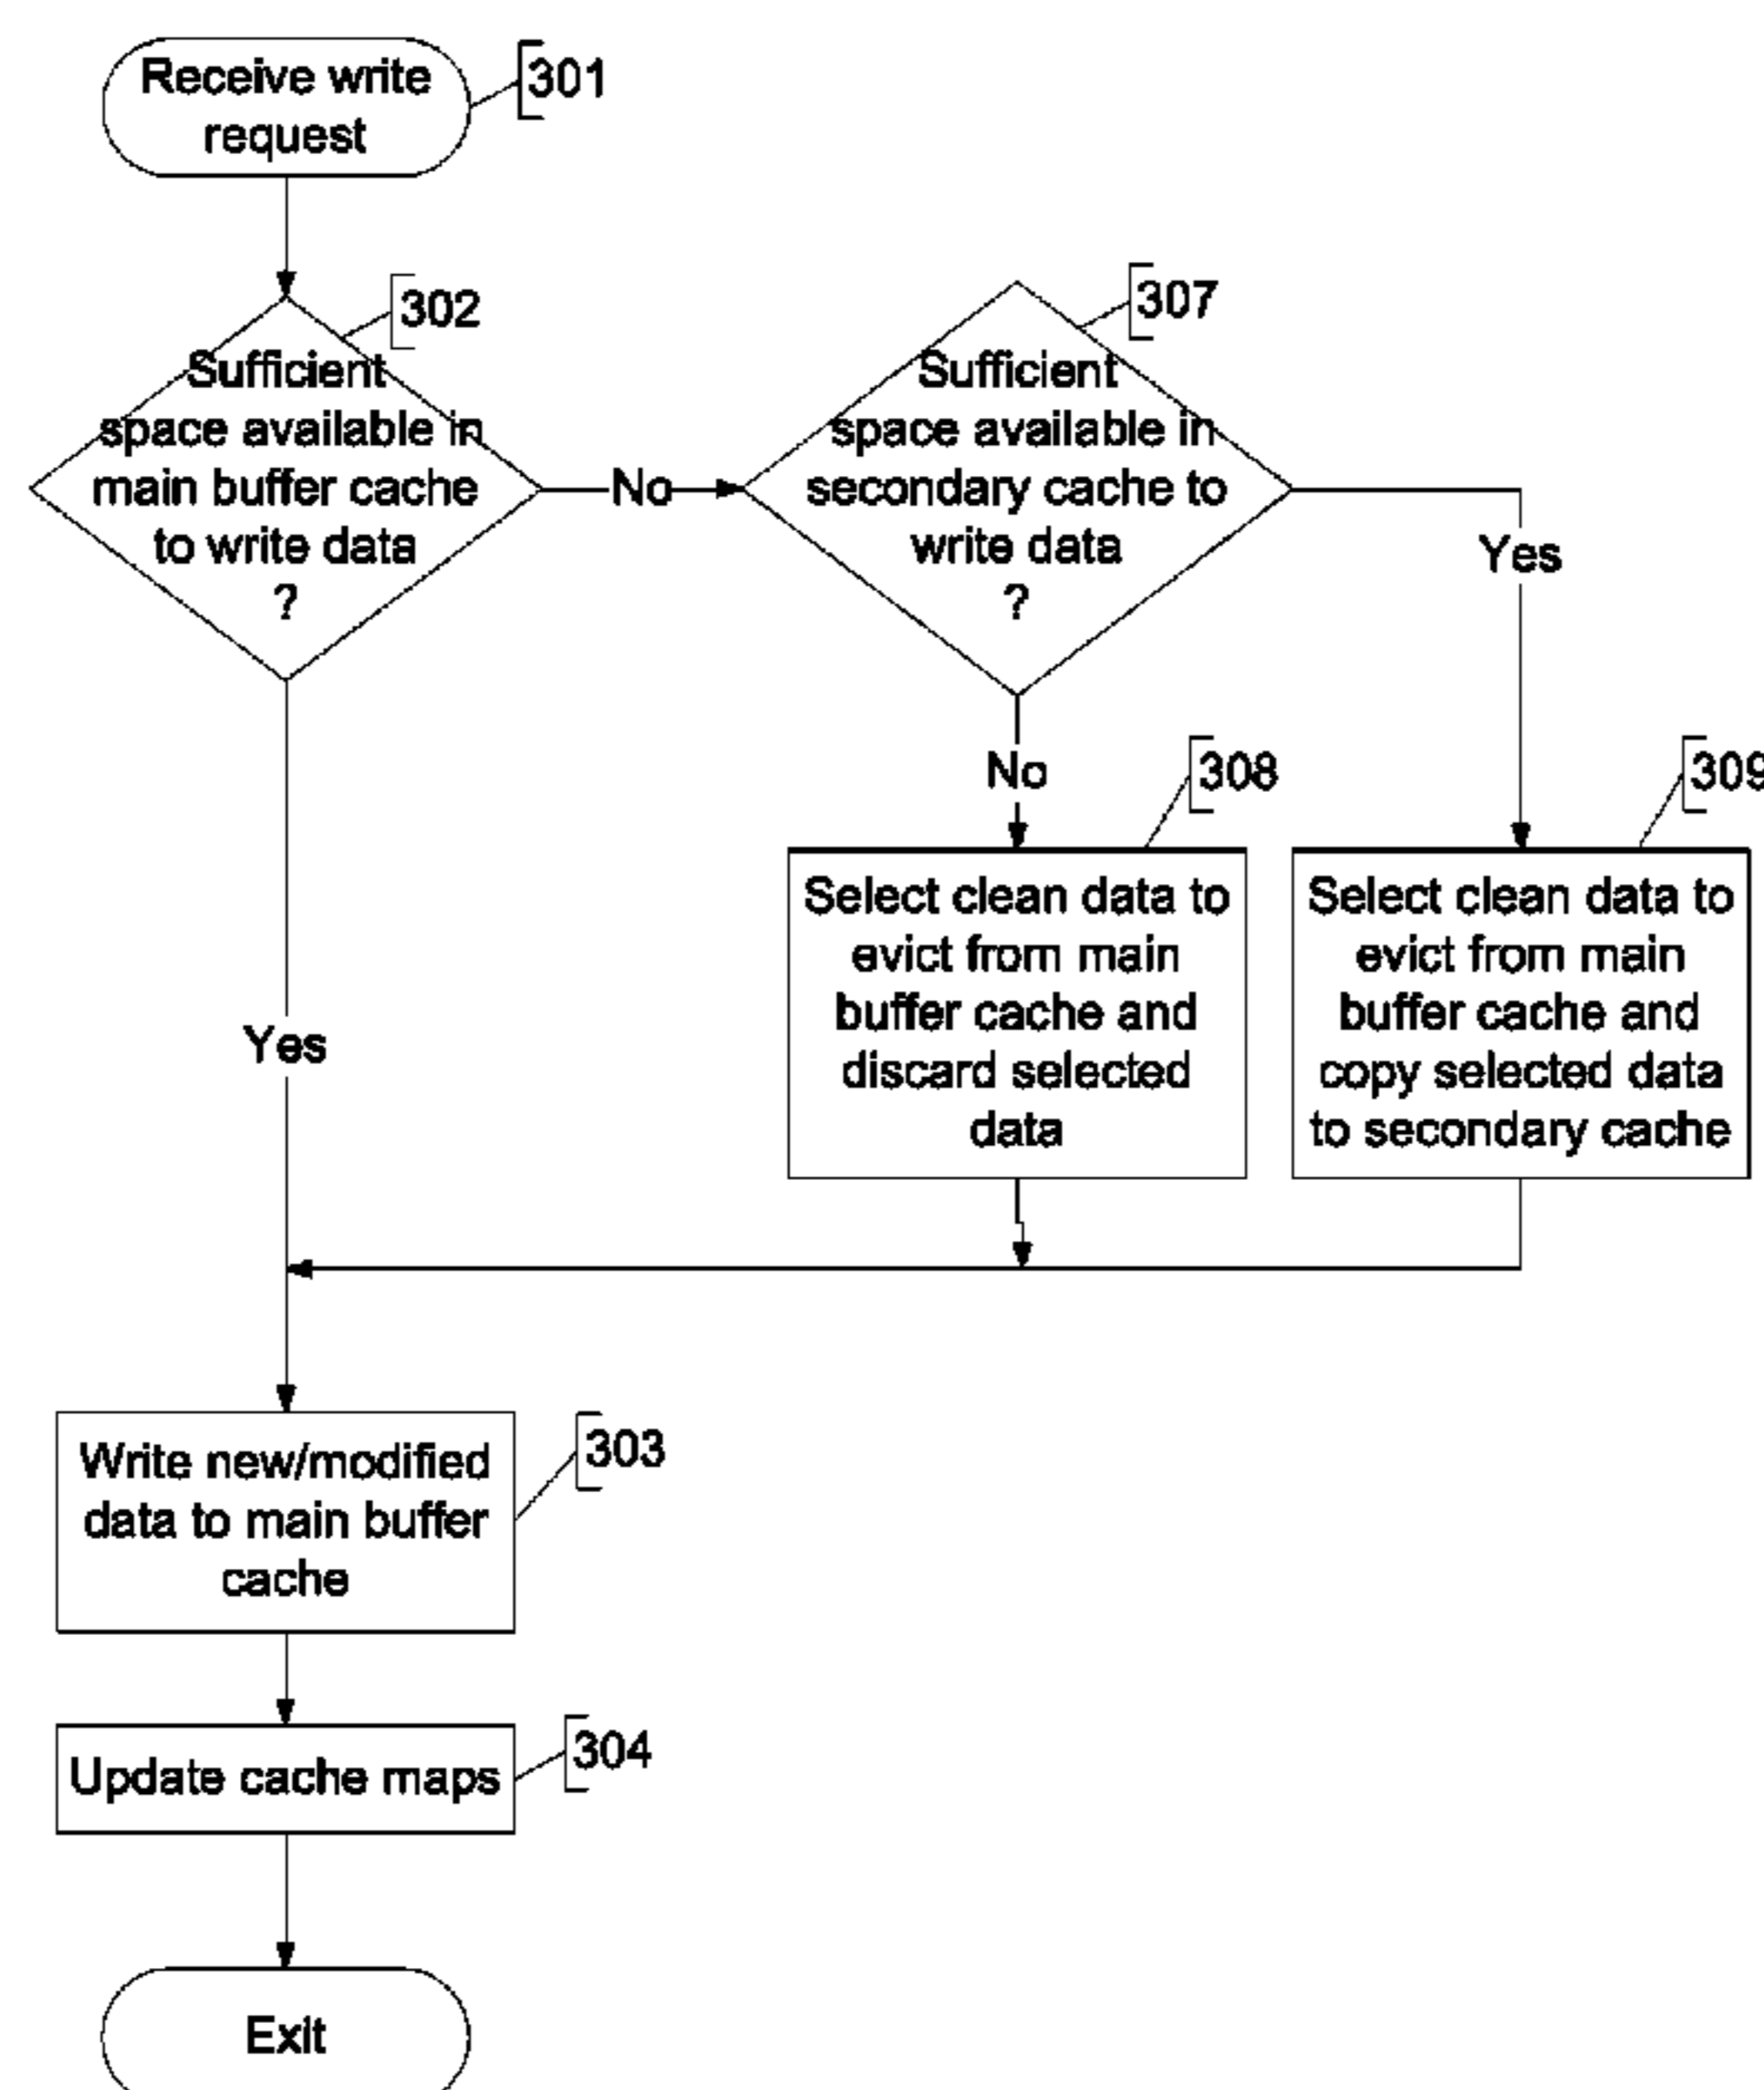 Receive write
request
301
Sufficient
space available in
main buffer cache
to write data
?
302
No
Sufficient
space available in
secondary cache to
write data
?
307
Yes
No
308
309
Select clean data to
evict from main
buffer cache and
discard selected
data
Select clean data to
evict from main
buffer cache and
copy selected data
to secondary cache
Yes
Write new/modified
data to main buffer
cache
303
Update cache maps
304
Exit